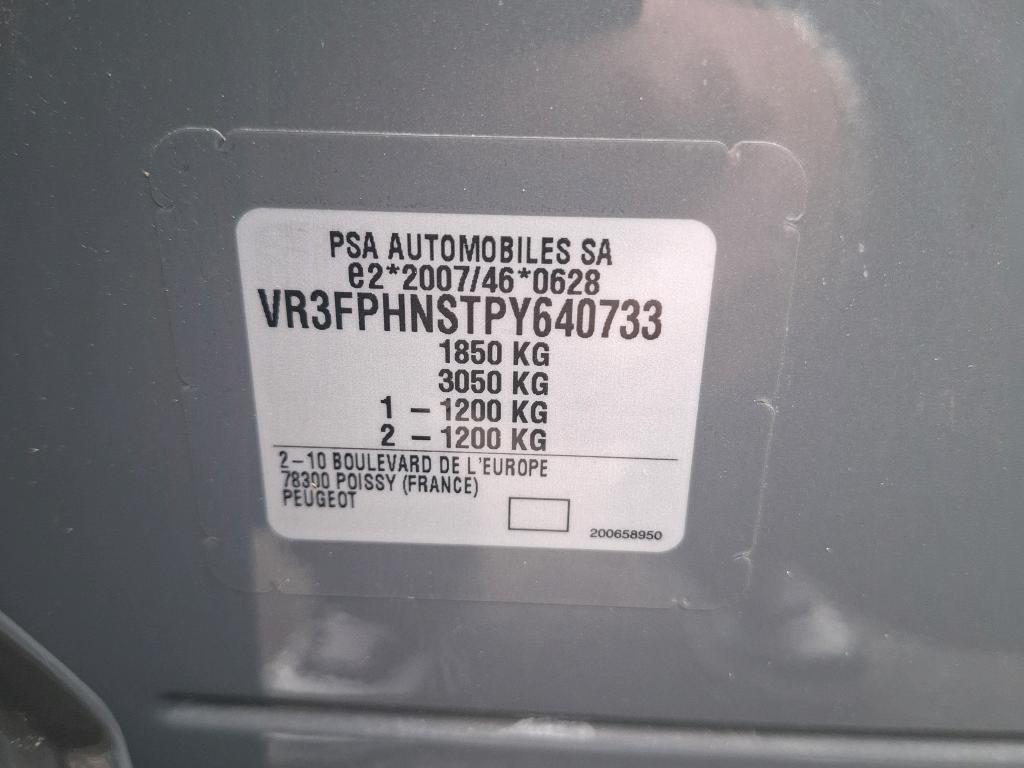 PSA AUTOMOBILES SA
e2*2007/46*0628
VR3FPHNSTPY640733
1850 KG
3050 KG
1 – 1200 KG
2 – 1200 KG
2–10 BOULEVARD DE L'EUROPE
78300 POISSY (FRANCE)
PEUGEOT
200658950